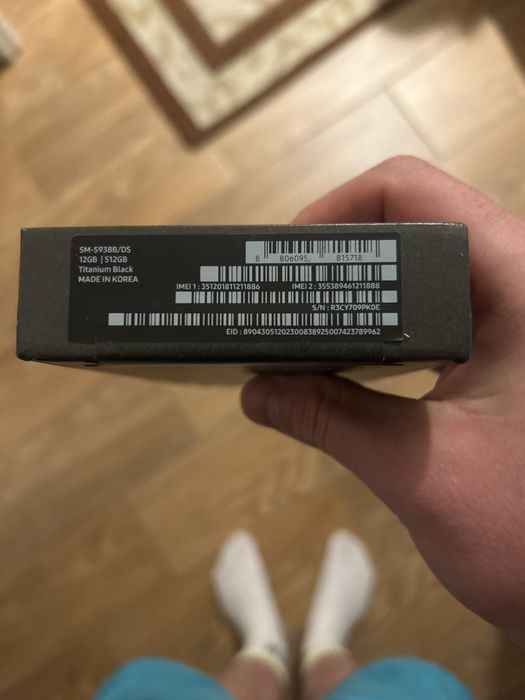 SM-S938B/DS
12GB | 512GB
Titanium Black
MADE IN KOREA
8 806095 815718
IMEI 1 : 351201811211886 IMEI 2 : 355389461211888
S/N : R3CY709PK0E
EID : 89043051202300838925007423789962